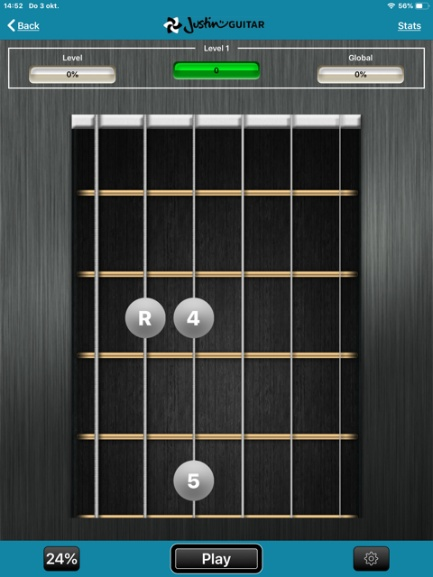 14:52 Do 3 okt. 56%
Back JustinGUITAR Stats
Level 1
Level Global
0% 0 0%
R 4
5
24% Play